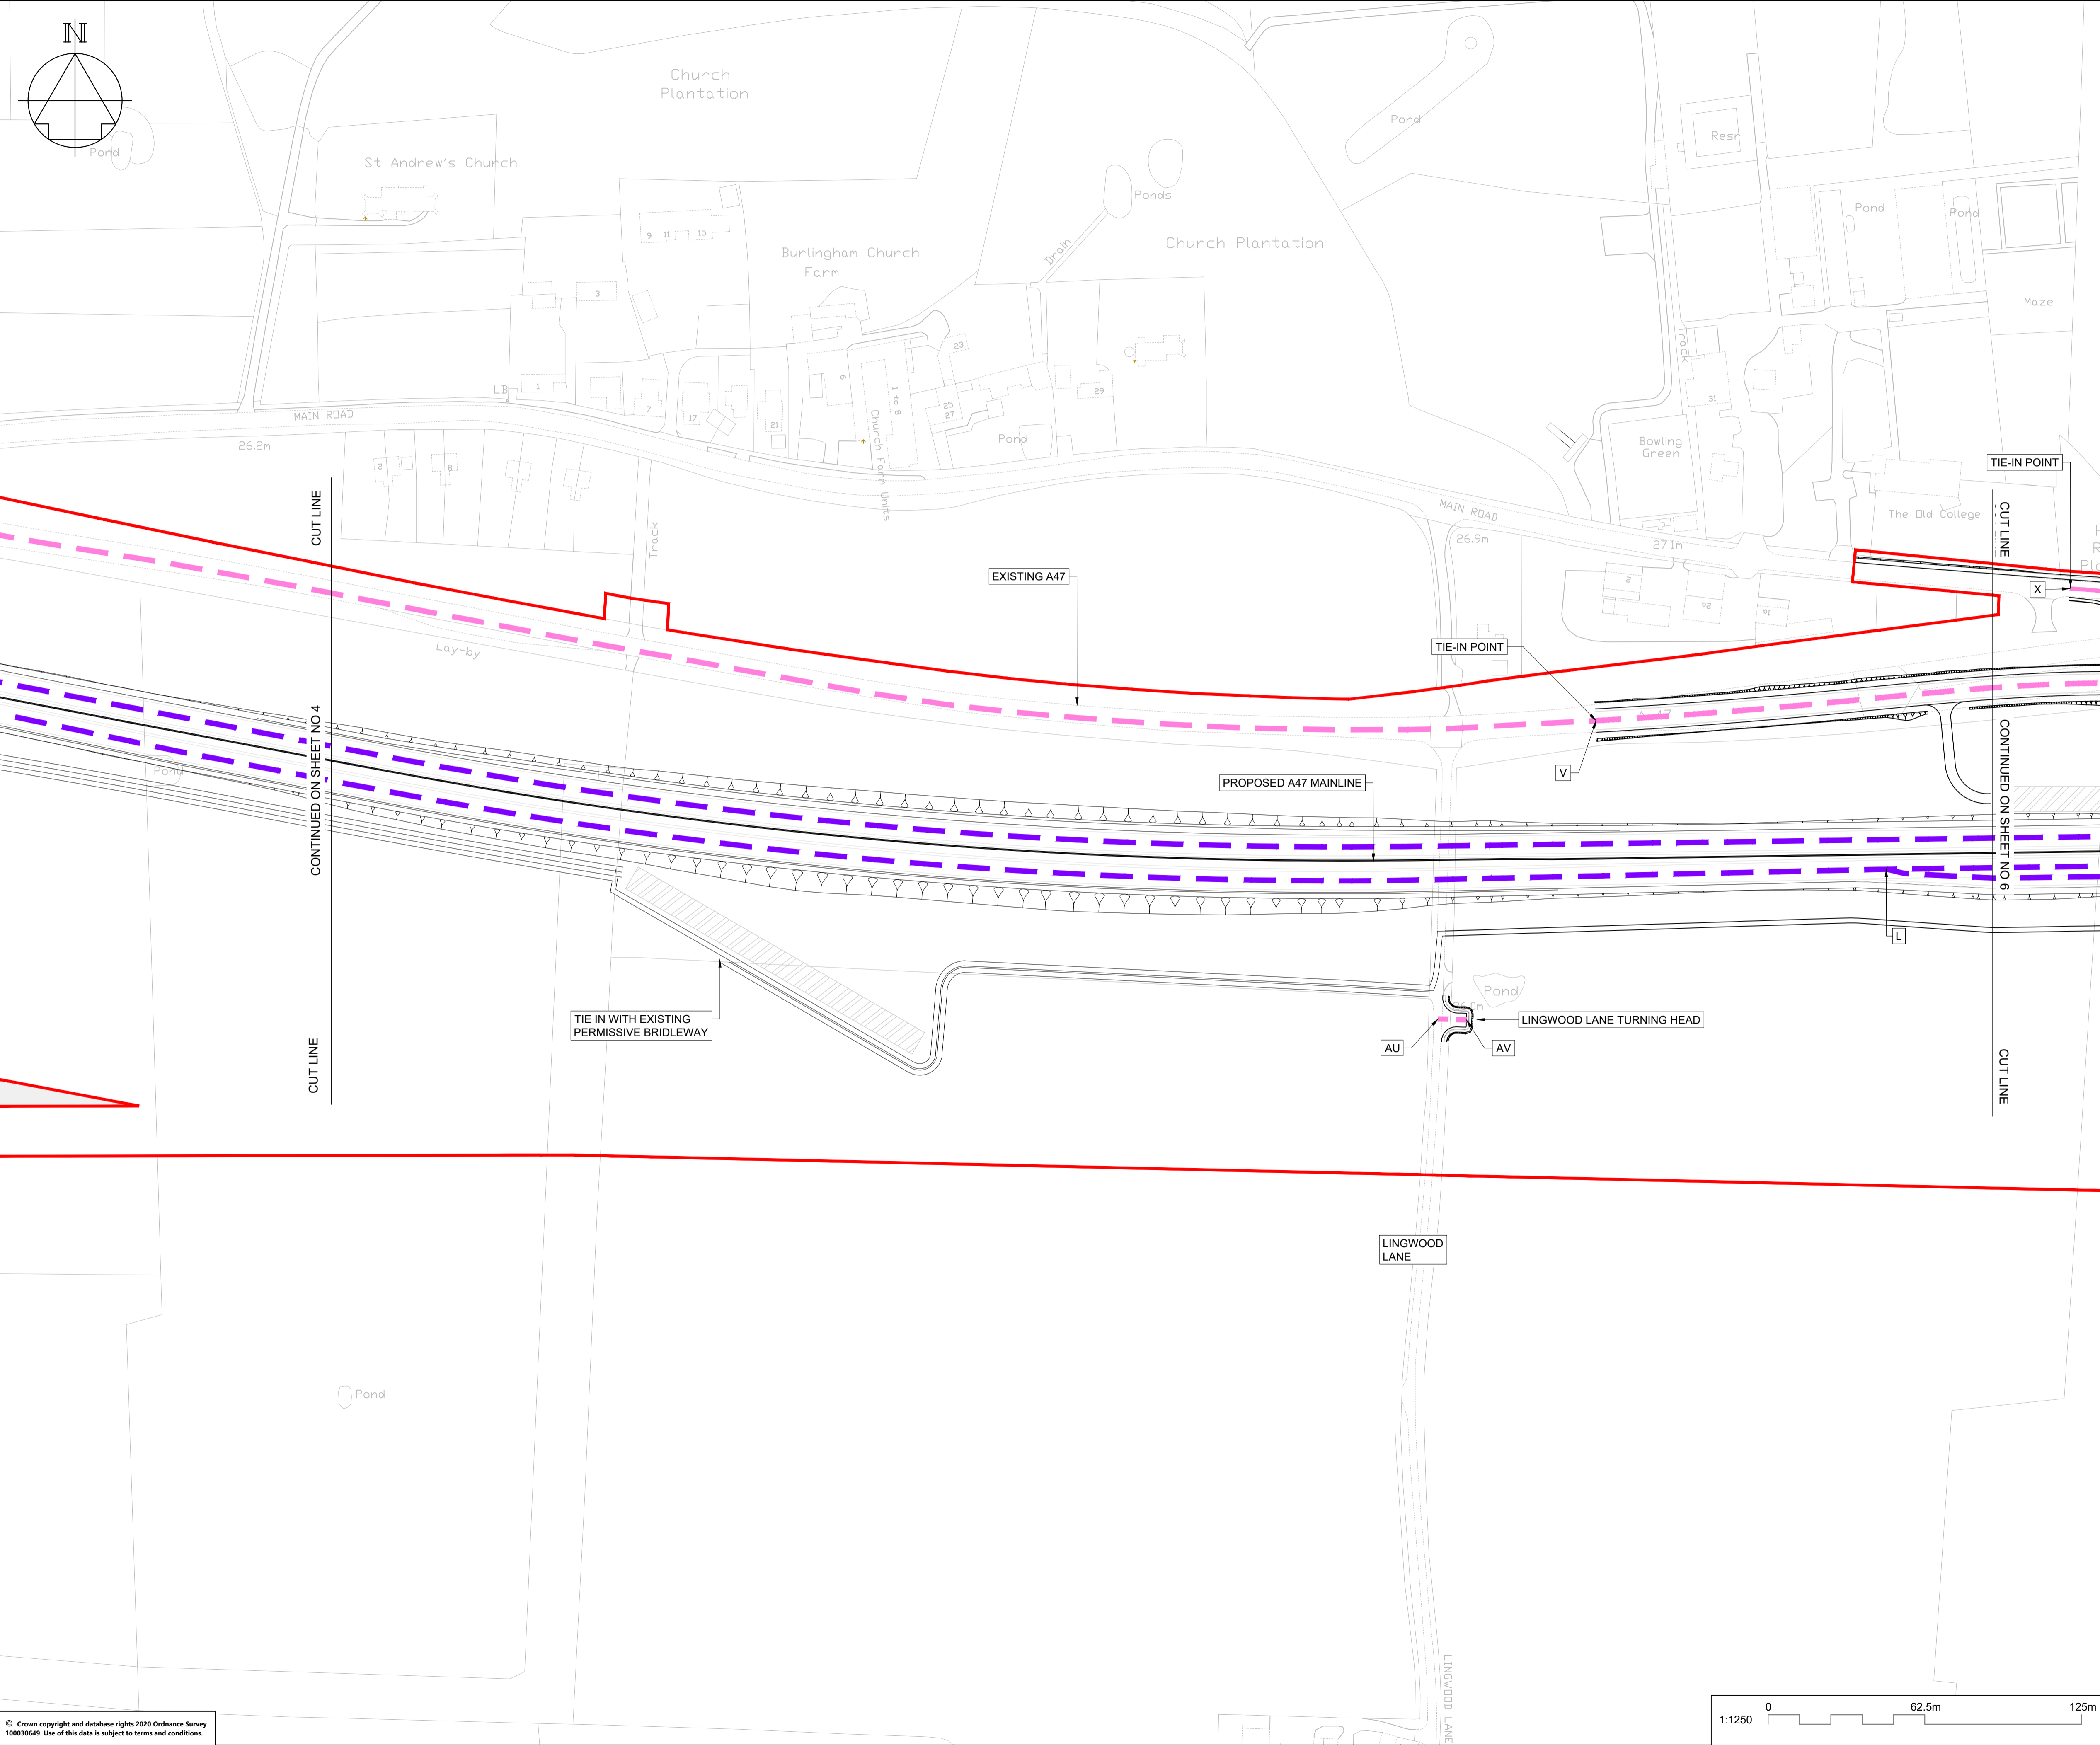 N
Church
Plantation
Pond
St Andrew's Church
Pond
Resr
Ponds
Pond
Pond
9 11 15
Burlingham Church
Farm
Drain
Church Plantation
3
Maze
23
Track
LB
1
9
1 to 8
29
31
7
17
21
25
27
MAIN ROAD
26.2m
Church Farm Units
Pond
Bowling
Green
2
8
TIE-IN POINT
CUT LINE
Track
MAIN ROAD
26.9m
27.1m
The Old College
CUT LINE
EXISTING A47
2
X
Lay-by
TIE-IN POINT
CONTINUED ON SHEET NO 4
A 47
CONTINUED ON SHEET NO 6
Pond
V
PROPOSED A47 MAINLINE
L
Pond
TIE IN WITH EXISTING
PERMISSIVE BRIDLEWAY
LINGWOOD LANE TURNING HEAD
AU
AV
CUT LINE
CUT LINE
LINGWOOD
LANE
Pond
LINGWOOD LANE
© Crown copyright and database rights 2020 Ordnance Survey
100030649. Use of this data is subject to terms and conditions.
1:1250
0 62.5m 125m